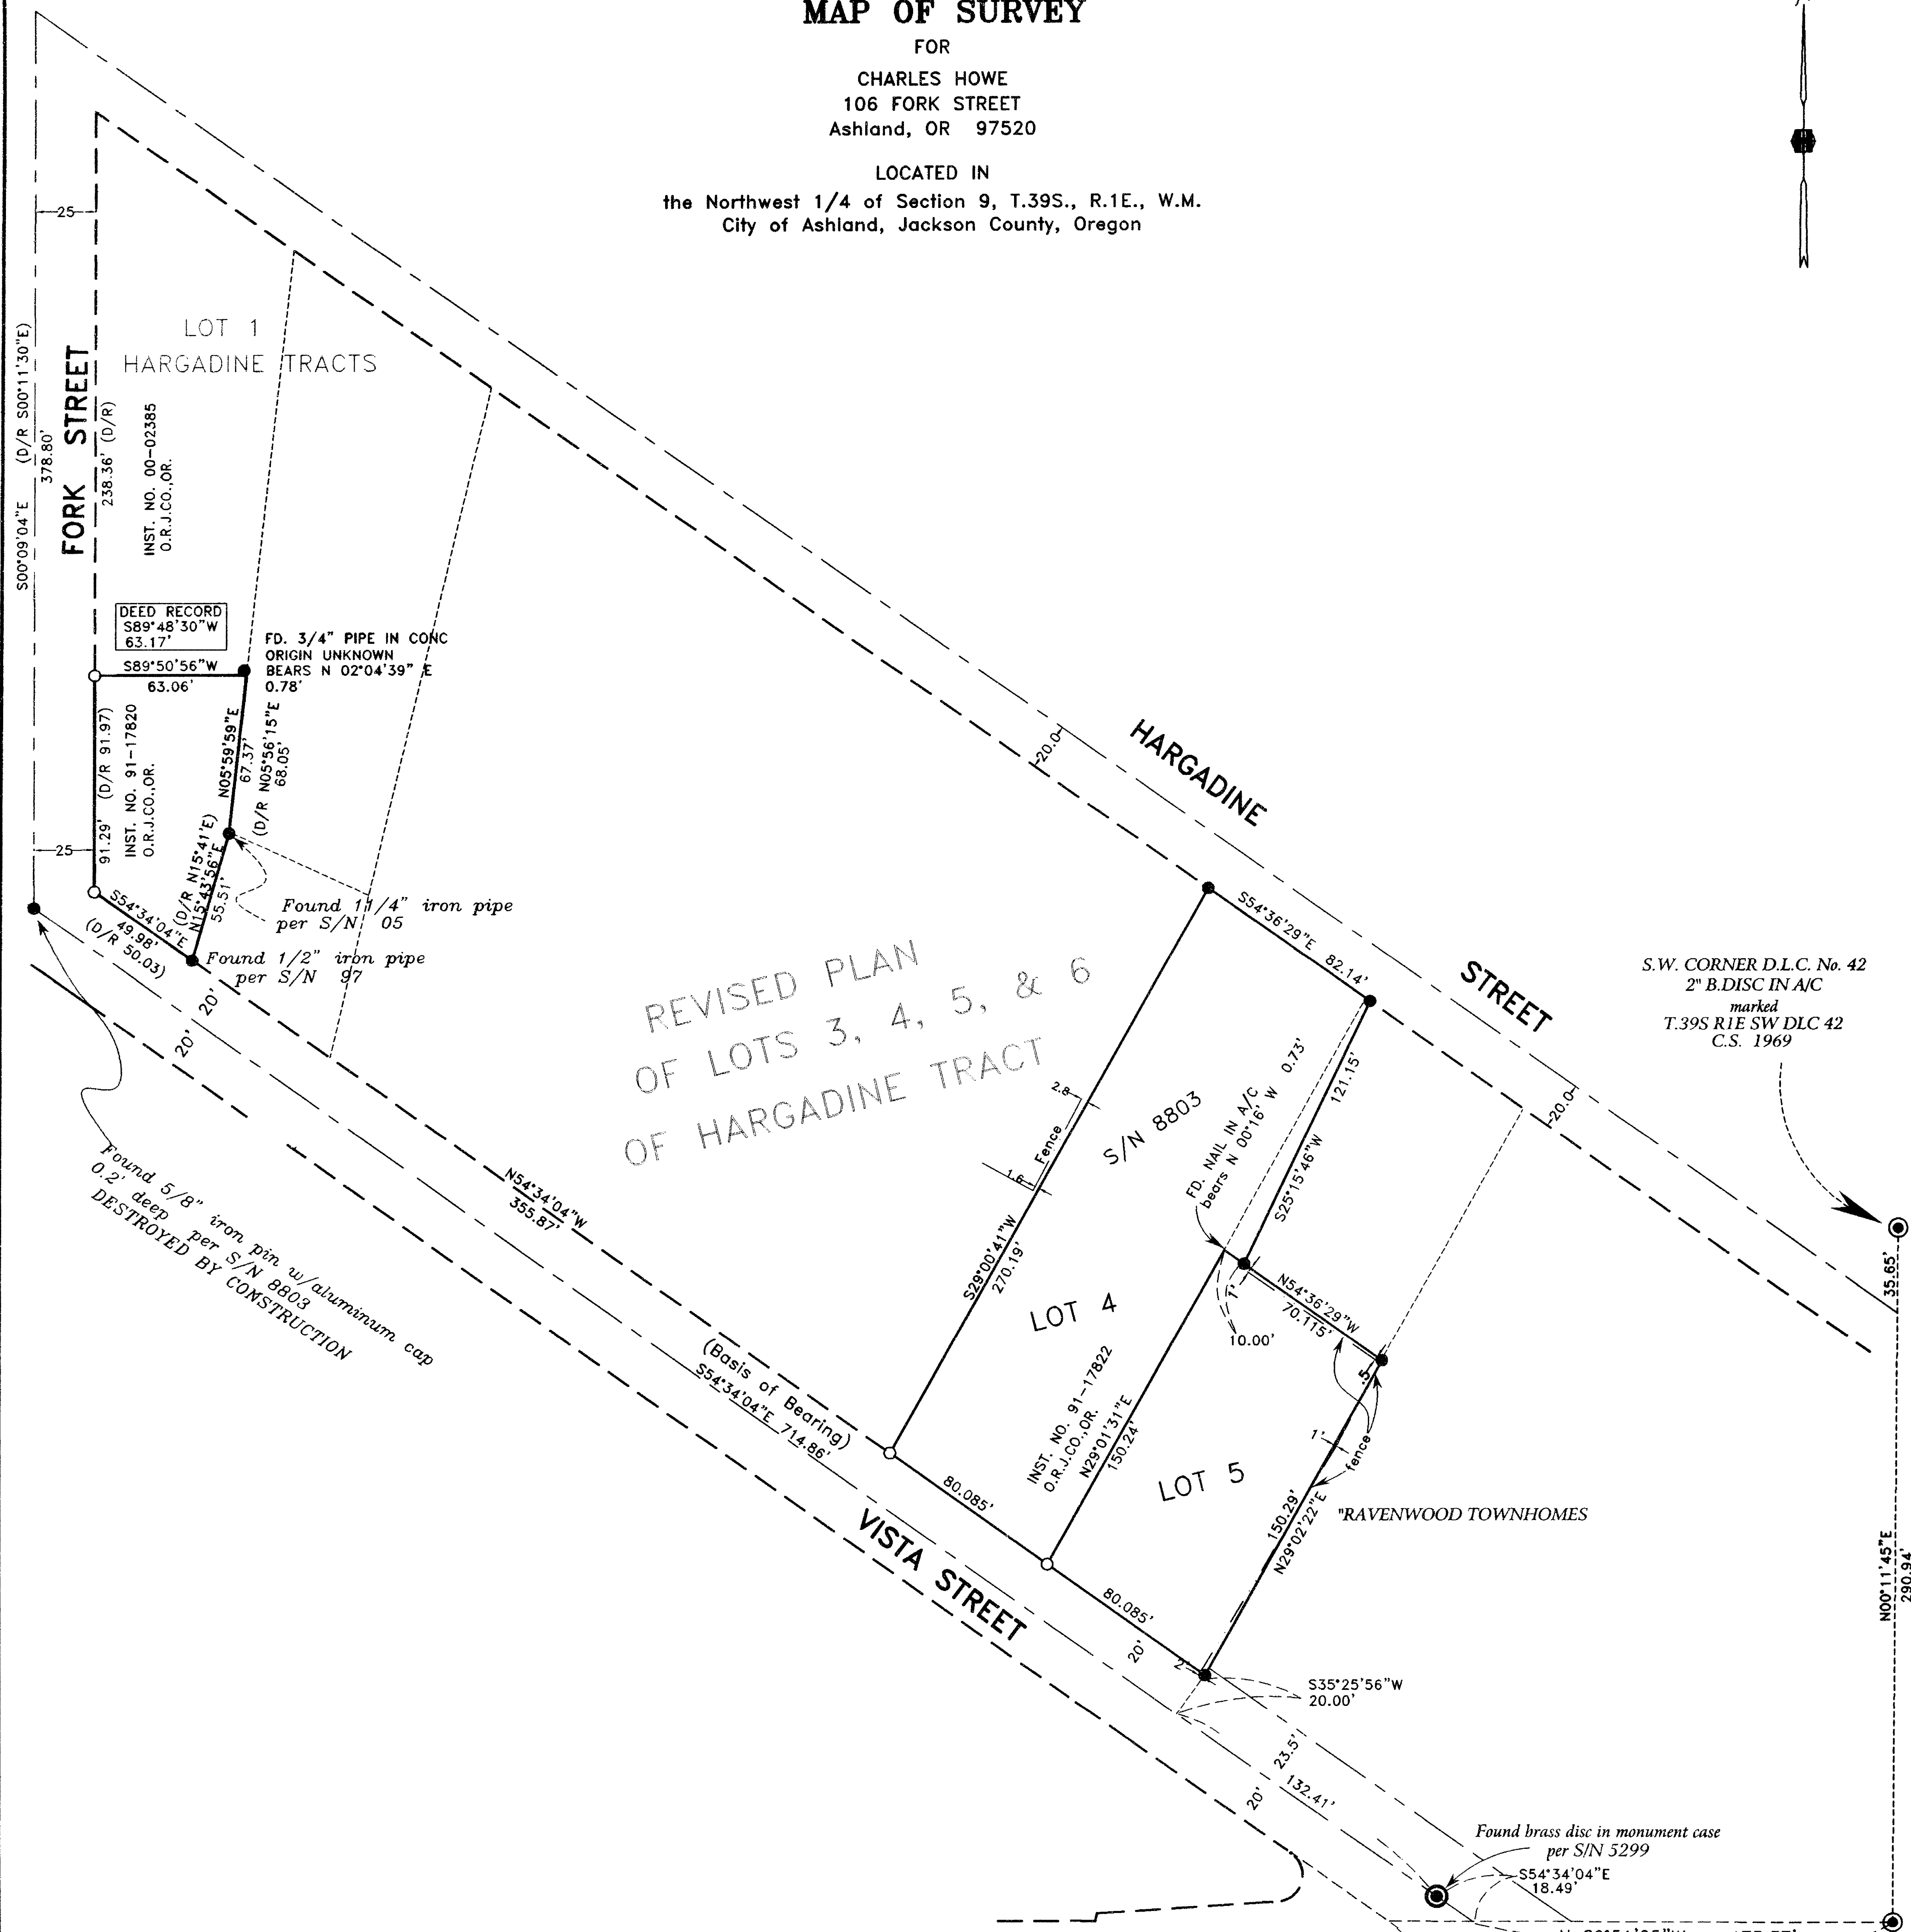 MAP OF SURVEY
FOR
CHARLES HOWE
106 FORK STREET
Ashland, OR 97520
LOCATED IN
the Northwest 1/4 of Section 9, T.39S., R.1E., W.M.
City of Ashland, Jackson County, Oregon
25
LOT 1
HARGADINE TRACTS
S00°09'04"E (D/R S00°11'30"E)
378.80'
FORK STREET
238.36' (D/R)
INST. NO. 00-02385
O.R.J.CO.,OR.
DEED RECORD
S89°48'30"W
63.17'
S89°50'56"W
63.06'
FD. 3/4" PIPE IN CONC
ORIGIN UNKNOWN
BEARS N 02°04'39" E
0.78'
91.29' (D/R 91.97)
INST. NO. 91-17820
O.R.J.CO.,OR.
N05°59'59"E
67.37'
(D/R N05°56'15"E
68.05'
25
(D/R N15°41'E)
N15°43'56"E
55.51'
S54°34'04"E
49.98'
(D/R 50.03)
Found 1 1/4" iron pipe
per S/N 05
Found 1/2" iron pipe
per S/N 97
20'
20'
Found 5/8" iron pin w/aluminum cap
0.2' deep per S/N 8803
DESTROYED BY CONSTRUCTION
N54°34'04"W
355.87'
REVISED PLAN
OF LOTS 3, 4, 5, & 6
OF HARGADINE TRACT
20.0
HARGADINE
STREET
S54°36'29"E
82.14'
20.0
S.W. CORNER D.L.C. No. 42
2" B.DISC IN A/C
marked
T.39S R1E SW DLC 42
C.S. 1969
2.8
Fence
1.6
S/N 8803
FD. NAIL IN A/C
bears N 00°16' W 0.73'
121.15'
S25°15'46"W
S29°00'41"W
270.19'
LOT 4
1'
10.00'
N54°36'29"W
70.115'
.5
35.65'
INST. NO. 91-17822
O.R.J.CO.,OR.
N29°01'31"E
150.24'
LOT 5
1'
fence
150.29'
N29°02'22"E
"RAVENWOOD TOWNHOMES
(Basis of Bearing)
S54°34'04"E 714.86'
80.085'
VISTA STREET
80.085'
20'
2'
S35°25'56"W
20.00'
N00°11'45"E
290.94'
23.5'
132.41'
20'
Found brass disc in monument case
per S/N 5299
S54°34'04"E
18.49'